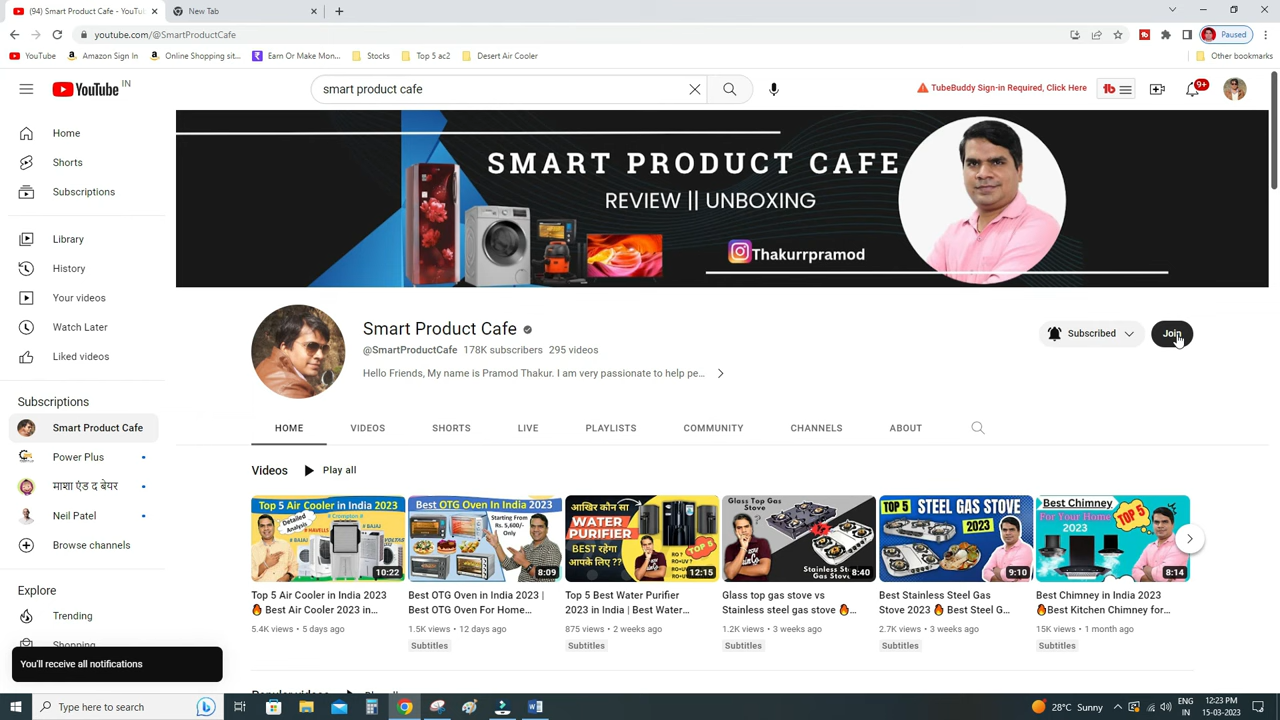 (94) Smart Product Cafe - YouTu
New Tab
youtube.com/@SmartProductCafe
Paused
YouTube
Amazon Sign In
Online Shopping sit...
Earn Or Make Mon...
Stocks
Top 5 ac2
Desert Air Cooler
Other bookmarks
YouTube IN
smart product cafe
TubeBuddy Sign-in Required, Click Here
9+
Home
Shorts
Subscriptions
Library
History
Your videos
Watch Later
Liked videos
Subscriptions
Smart Product Cafe
Power Plus
माशा एंड द बेयर
Neil Patel
Browse channels
Explore
Trending
Shopping
You'll receive all notifications
SMART PRODUCT CAFE
REVIEW || UNBOXING
Thakurrpramod
Smart Product Cafe
@SmartProductCafe 178K subscribers 295 videos
Hello Friends, My name is Pramod Thakur. I am very passionate to help pe...
Subscribed
Join
HOME
VIDEOS
SHORTS
LIVE
PLAYLISTS
COMMUNITY
CHANNELS
ABOUT
Videos
Play all
Top 5 Air Cooler in India 2023
Detailed
Analysis
# HAVELLS
# BAJAJ
10:22
Top 5 Air Cooler in India 2023
🔥 Best Air Cooler 2023 in...
5.4K views • 5 days ago
Best OTG Oven In India 2023
Starting From
Rs. 5,600/-
Only
8:09
Best OTG Oven in India 2023 |
Best OTG Oven For Home...
1.5K views • 12 days ago
Subtitles
आखिर कौन सा
WATER
PURIFIER
BEST रहेगा
आपके लिए ??
TOP 5
12:15
Top 5 Best Water Purifier
2023 in India | Best Water...
875 views • 2 weeks ago
Subtitles
Glass Top Gas
Stove
Stainless Steel
Gas Stove
8:40
Glass top gas stove vs
Stainless steel gas stove 🔥...
1.2K views • 3 weeks ago
Subtitles
TOP 5
STEEL GAS
STOVE
2023
9:10
Best Stainless Steel Gas
Stove 2023 🔥 Best Steel G...
2.7K views • 3 weeks ago
Subtitles
Best Chimney
For Your Home
2023
TOP 5
8:14
Best Chimney in India 2023
🔥Best Kitchen Chimney for...
15K views • 1 month ago
Subtitles
Type here to search
28°C Sunny
ENG
IN
12:23 PM
15-03-2023